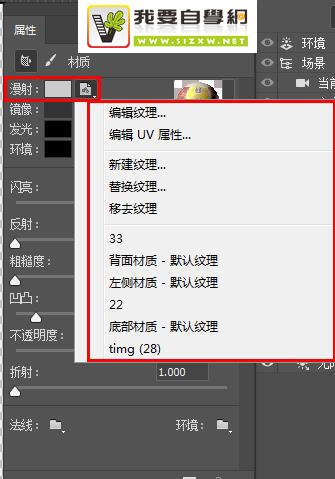 我要自學網
WWW.51ZXW.NET
属性
材质
漫射：
镜像：
发光：
环境：
闪亮：
反射：
粗糙度：
凹凸：
不透明度：
折射：
1.000
法线：
环境：
编辑纹理...
编辑 UV 属性...
新建纹理...
替换纹理...
移去纹理
33
背面材质 - 默认纹理
左侧材质 - 默认纹理
22
底部材质 - 默认纹理
timg (28)
环境
场景
当前